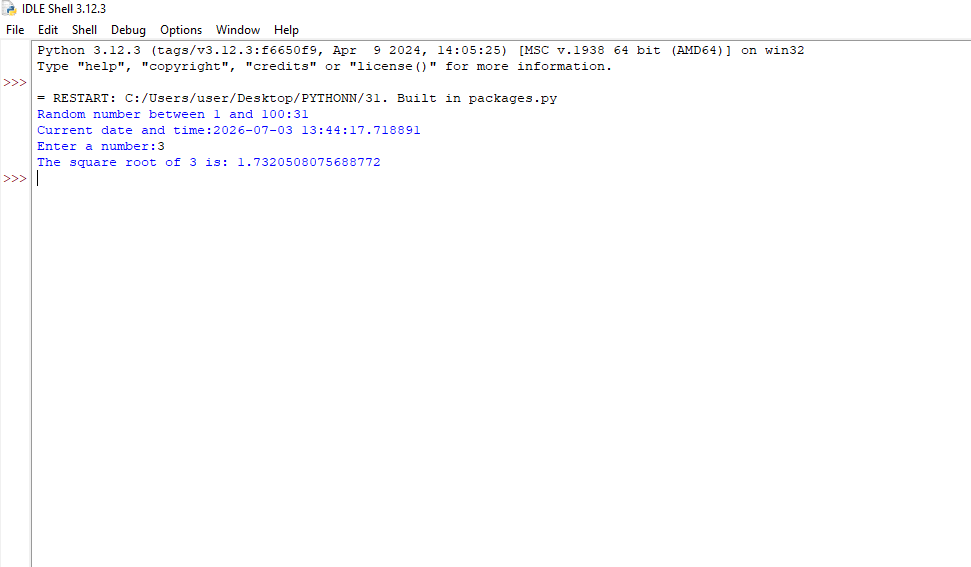 IDLE Shell 3.12.3
File Edit Shell Debug Options Window Help
Python 3.12.3 (tags/v3.12.3:f6650f9, Apr  9 2024, 14:05:25) [MSC v.1938 64 bit (AMD64)] on win32
Type "help", "copyright", "credits" or "license()" for more information.
>>>
= RESTART: C:/Users/user/Desktop/PYTHONN/31. Built in packages.py
Random number between 1 and 100:31
Current date and time:2026-07-03 13:44:17.718891
Enter a number:3
The square root of 3 is: 1.7320508075688772
>>>